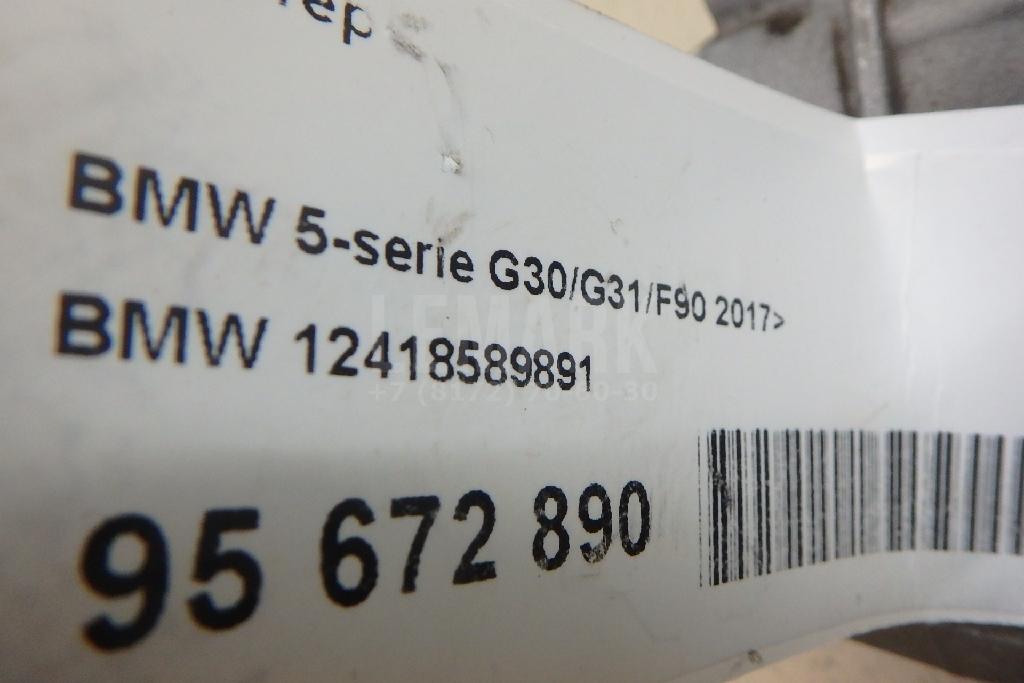 BMW 5-serie G30/G31/F90 2017>
BMW 12418589891
LEMARK
95 672 890